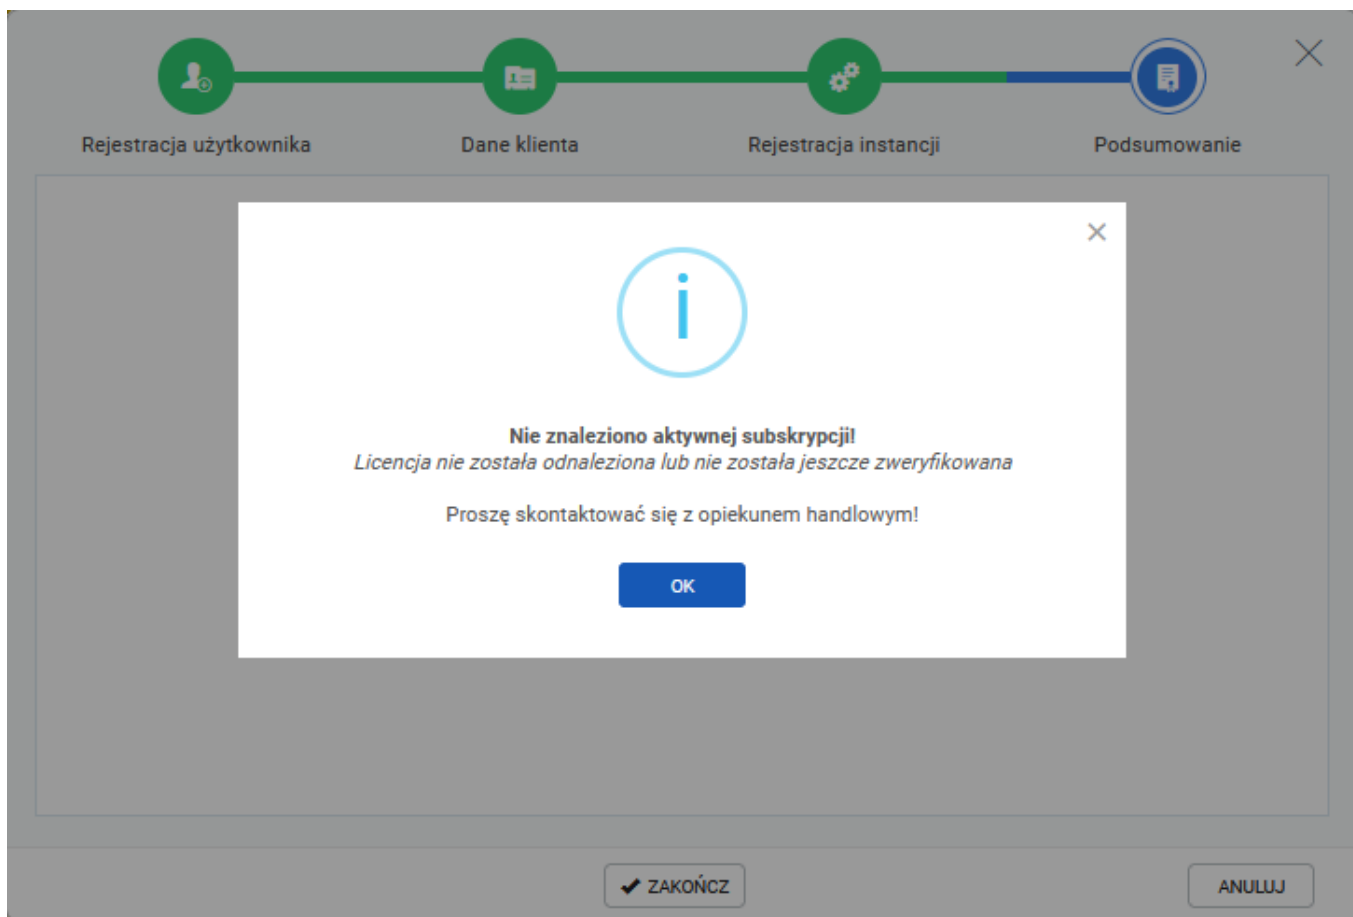 Rejestracja użytkownika
Dane klienta
Rejestracja instancji
Podsumowanie
Nie znaleziono aktywnej subskrypcji!
Licencja nie została odnaleziona lub nie została jeszcze zweryfikowana
Proszę skontaktować się z opiekunem handlowym!
OK
ZAKOŃCZ
ANULUJ